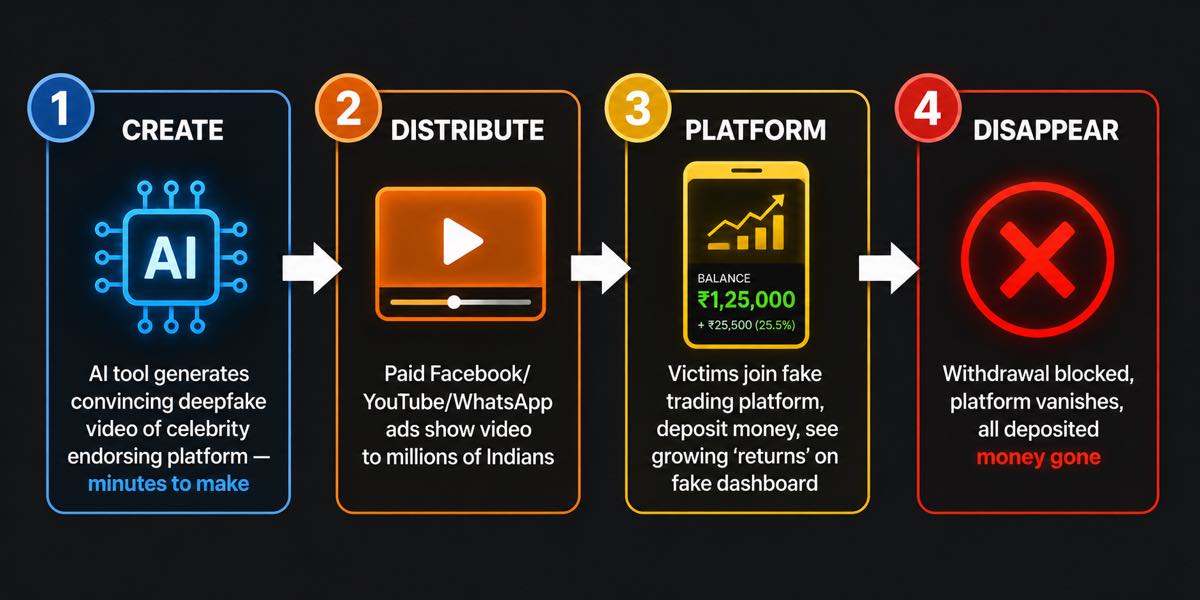 1
CREATE
AI
AI tool generates
convincing deepfake
video of celebrity
endorsing platform —
minutes to make
2
DISTRIBUTE
Paid Facebook/
YouTube/WhatsApp
ads show video
to millions of Indians
3
PLATFORM
BALANCE
₹1,25,000
+ ₹25,500 (25.5%)
Victims join fake
trading platform,
deposit money, see
growing ‘returns’ on
fake dashboard
4
DISAPPEAR
Withdrawal blocked,
platform vanishes,
all deposited
money gone